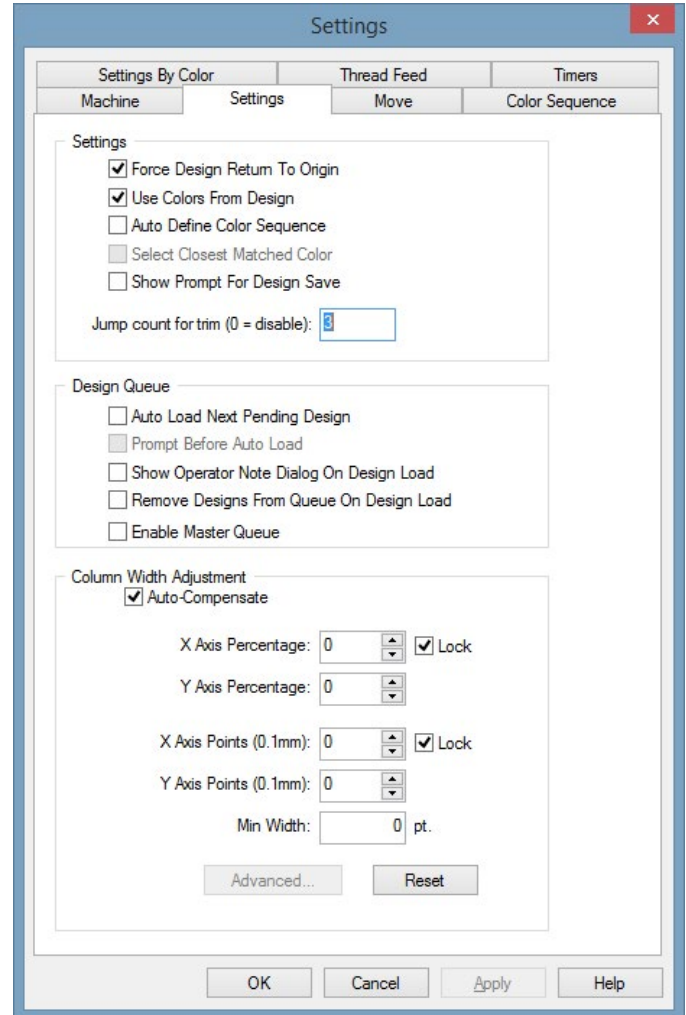 Settings
Settings By Color Thread Feed Timers
Machine Settings Move Color Sequence
Settings
Force Design Return To Origin
Use Colors From Design
Auto Define Color Sequence
Select Closest Matched Color
Show Prompt For Design Save
Jump count for trim (0 = disable): 3
Design Queue
Auto Load Next Pending Design
Prompt Before Auto Load
Show Operator Note Dialog On Design Load
Remove Designs From Queue On Design Load
Enable Master Queue
Column Width Adjustment
Auto-Compensate
X Axis Percentage: 0 Lock
Y Axis Percentage: 0
X Axis Points (0.1mm): 0 Lock
Y Axis Points (0.1mm): 0
Min Width: 0 pt.
Advanced... Reset
OK Cancel Apply Help